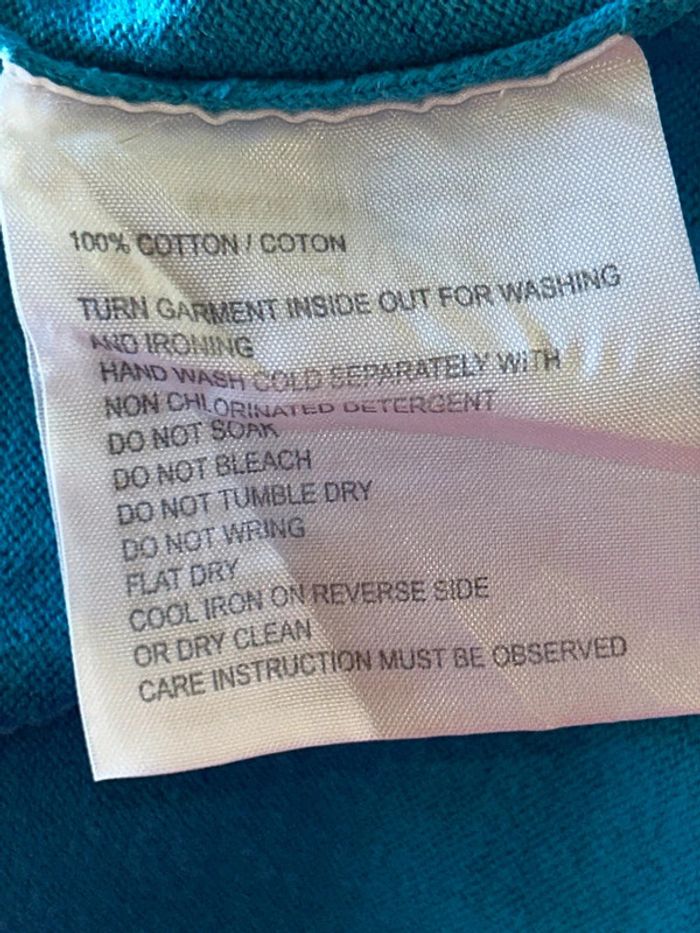 100% COTTON / COTON
TURN GARMENT INSIDE OUT FOR WASHING
AND IRONING
HAND WASH COLD SEPARATELY WITH
NON CHLORINATED DETERGENT
DO NOT SOAK
DO NOT BLEACH
DO NOT TUMBLE DRY
DO NOT WRING
FLAT DRY
COOL IRON ON REVERSE SIDE
OR DRY CLEAN
CARE INSTRUCTION MUST BE OBSERVED